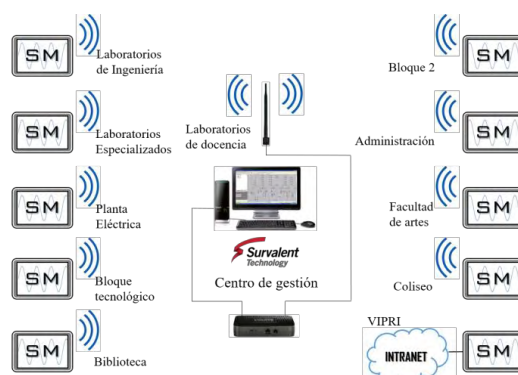 SM
Laboratorios
de Ingeniería
SM
Laboratorios
Especializados
SM
Planta
Eléctrica
SM
Bloque
tecnológico
SM
Biblioteca
Laboratorios
de docencia
Survalent
Technology
Centro de gestión
Bloque 2
SM
Administración
SM
Facultad
de artes
SM
Coliseo
SM
VIPRI
INTRANET
SM